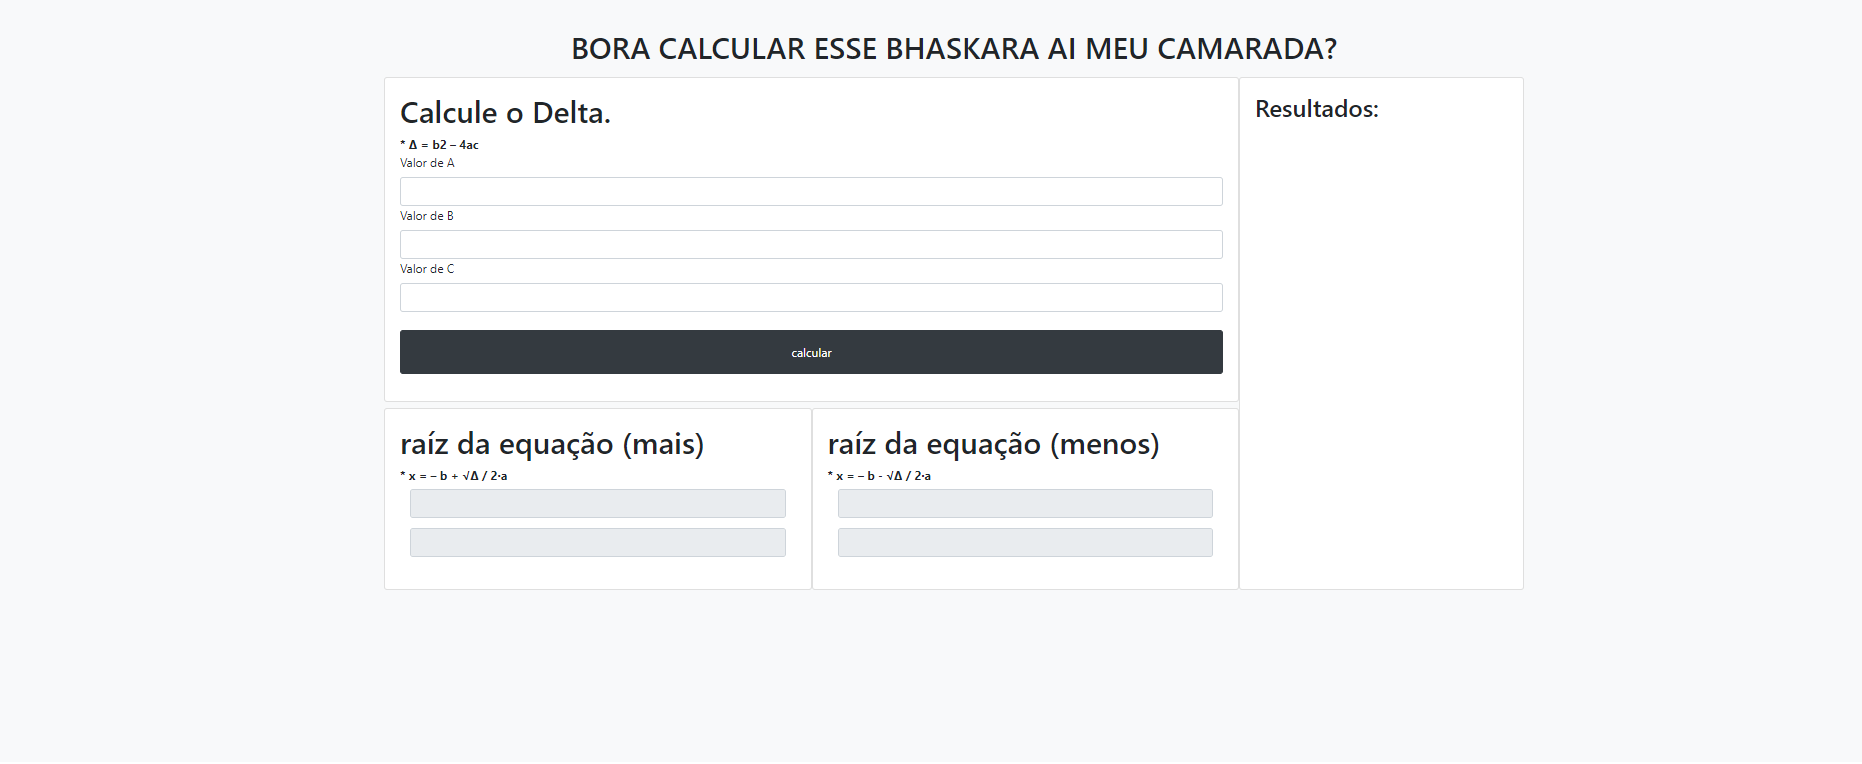 BORA CALCULAR ESSE BHASKARA AI MEU CAMARADA?
Calcule o Delta.
* Δ = b2 – 4ac
Valor de A
Valor de B
Valor de C
calcular
raíz da equação (mais)
* x = – b + √Δ / 2·a
raíz da equação (menos)
* x = – b - √Δ / 2·a
Resultados: